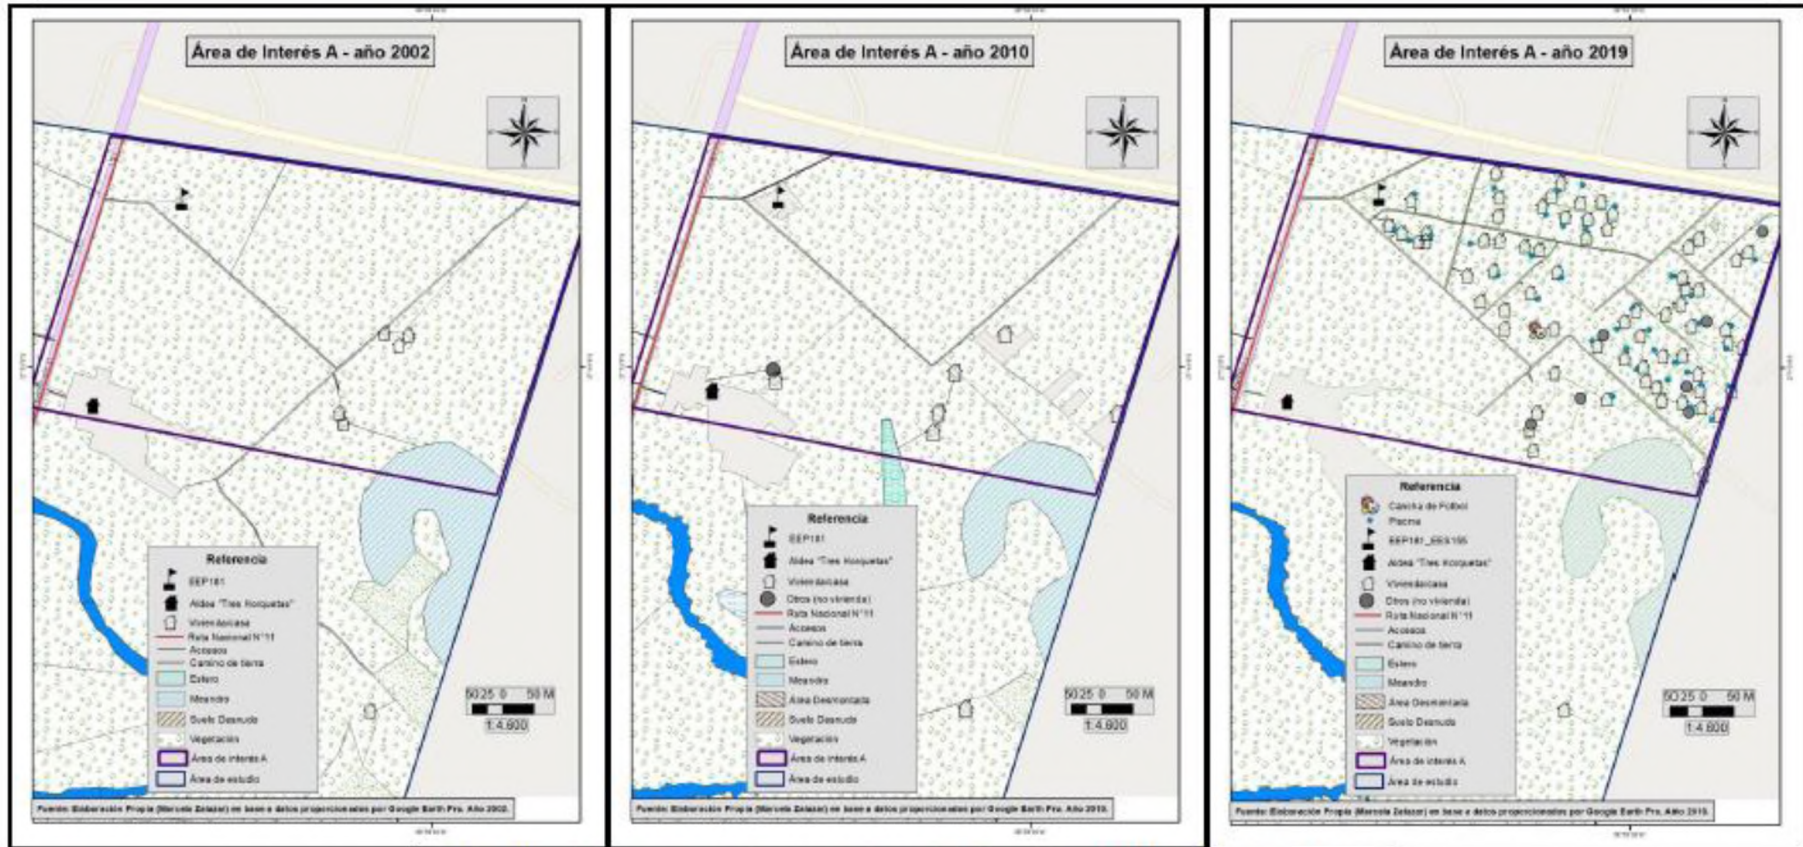 Área de Interés A - año 2002
Referencia
EEP181
Aldea "Tres Horquetas"
Vivienda/casa
Ruta Nacional N°11
Accesos
Camino de tierra
Estero
Meandro
Suelo Desnudo
Vegetación
Área de interés A
Área de estudio
50 25 0 50 M
1:4.600
Fuente: Elaboración Propia (Marcela Zalazar) en base a datos proporcionados por Google Earth Pro. Año 2002.
Área de Interés A - año 2010
Referencia
EEP181
Aldea "Tres Horquetas"
Vivienda/casa
Otros (no vivienda)
Ruta Nacional N°11
Accesos
Camino de tierra
Estero
Meandro
Área Desmontada
Suelo Desnudo
Vegetación
Área de interés A
Área de estudio
50 25 0 50 M
1:4.600
Fuente: Elaboración Propia (Marcela Zalazar) en base a datos proporcionados por Google Earth Pro. Año 2010.
Área de Interés A - año 2019
Referencia
Cancha de Fútbol
Piscina
EEP181_EES155
Aldea "Tres Horquetas"
Vivienda/casa
Otros (no vivienda)
Ruta Nacional N°11
Accesos
Camino de tierra
Estero
Meandro
Área Desmontada
Suelo Desnudo
Vegetación
Área de interés A
Área de estudio
50 25 0 50 M
1:4.600
Fuente: Elaboración Propia (Marcela Zalazar) en base a datos proporcionados por Google Earth Pro. Año 2019.